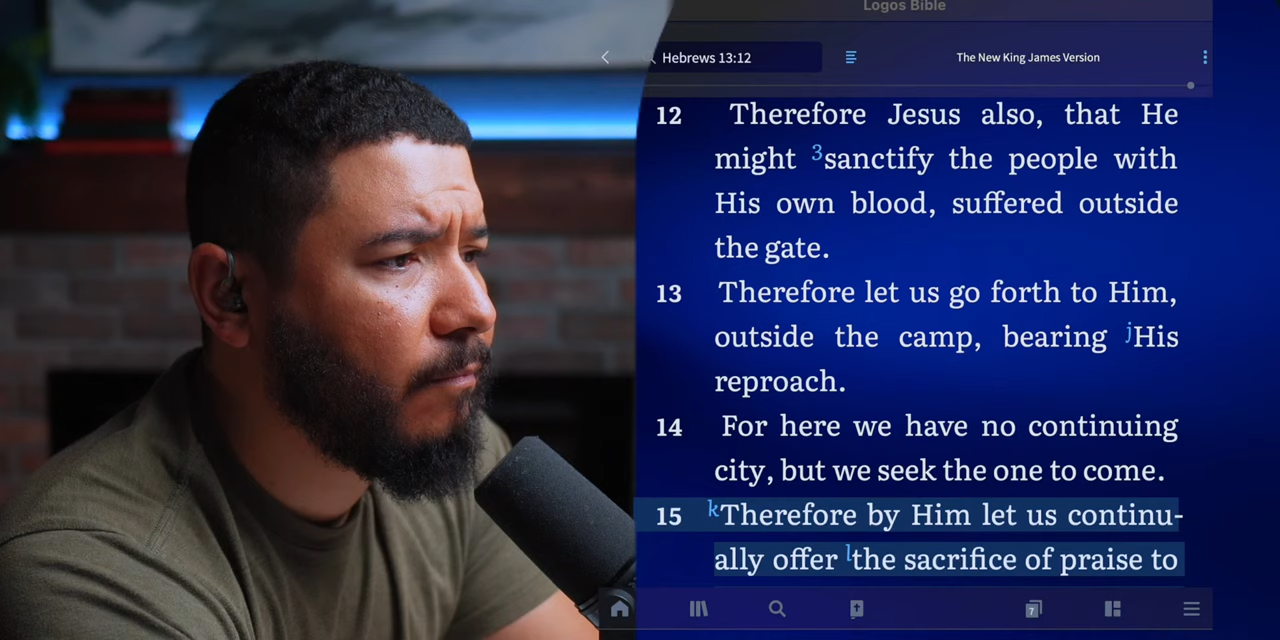 Logos Bible
Hebrews 13:12
The New King James Version
12 Therefore Jesus also, that He
might 3sanctify the people with
His own blood, suffered outside
the gate.
13 Therefore let us go forth to Him,
outside the camp, bearing jHis
reproach.
14 For here we have no continuing
city, but we seek the one to come.
15 kTherefore by Him let us continu-
ally offer lthe sacrifice of praise to
7